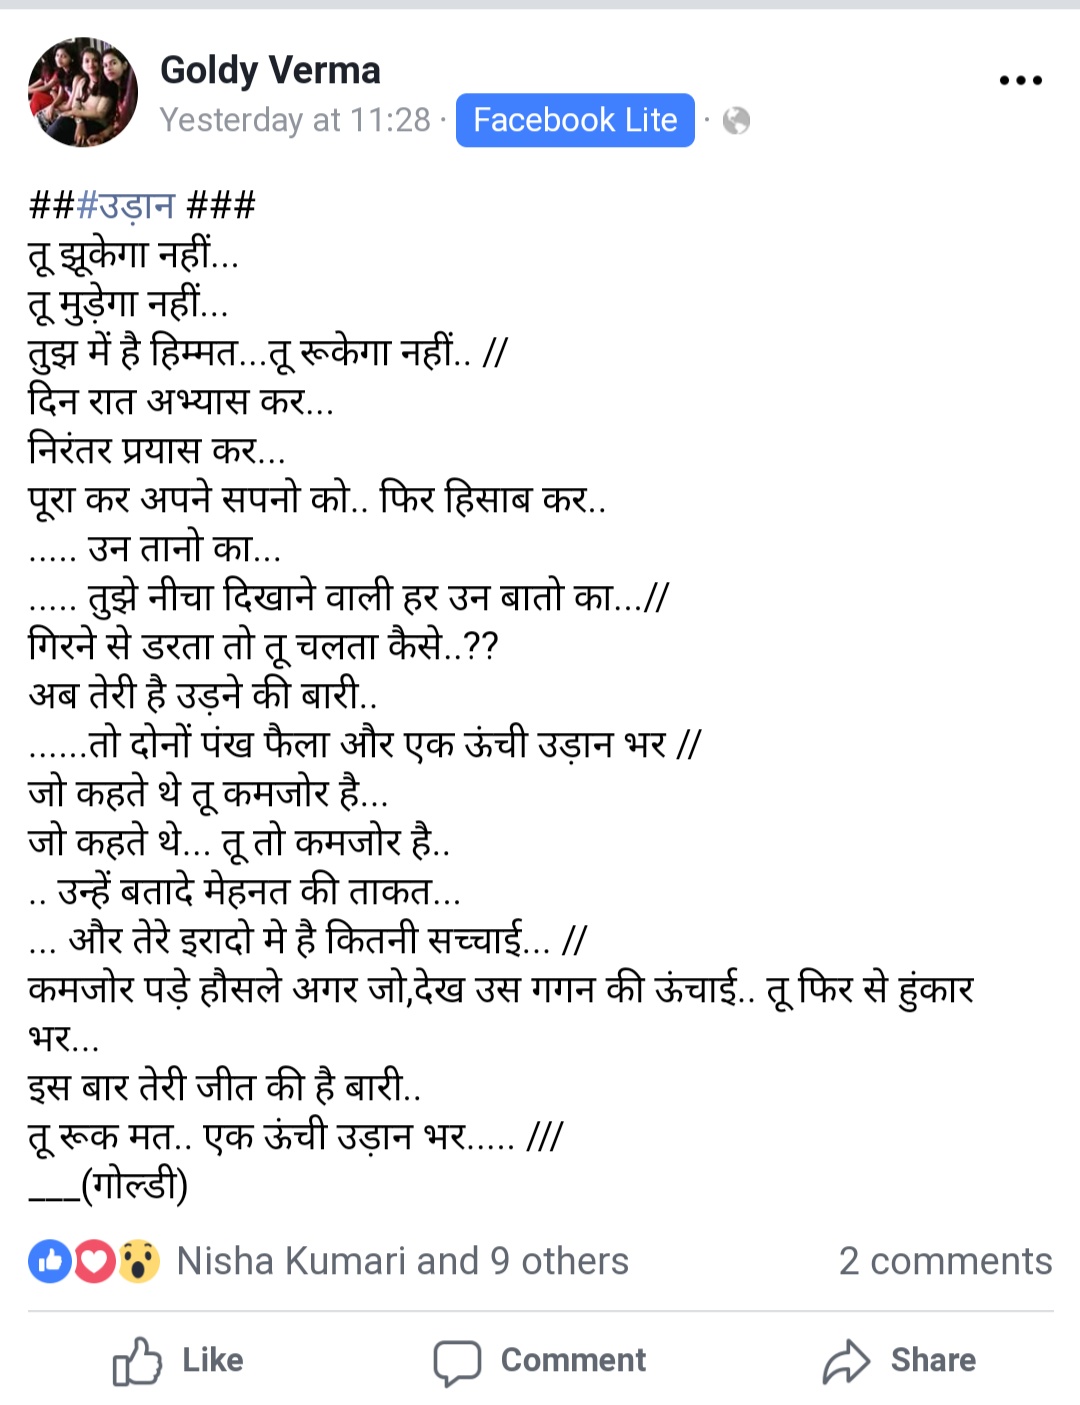 Goldy Verma
Yesterday at 11:28 · Facebook Lite ·
###उड़ान ###
तू झूकेगा नहीं...
तू मुड़ेगा नहीं...
तुझ में है हिम्मत...तू रूकेगा नहीं.. //
दिन रात अभ्यास कर...
निरंतर प्रयास कर...
पूरा कर अपने सपनो को.. फिर हिसाब कर..
..... उन तानो का...
..... तुझे नीचा दिखाने वाली हर उन बातो का...//
गिरने से डरता तो तू चलता कैसे..??
अब तेरी है उड़ने की बारी..
......तो दोनों पंख फैला और एक ऊंची उड़ान भर //
जो कहते थे तू कमजोर है...
जो कहते थे... तू तो कमजोर है..
.. उन्हें बतादे मेहनत की ताकत...
... और तेरे इरादो मे है कितनी सच्चाई... //
कमजोर पड़े हौसले अगर जो,देख उस गगन की ऊंचाई.. तू फिर से हुंकार
भर...
इस बार तेरी जीत की है बारी..
तू रूक मत.. एक ऊंची उड़ान भर..... ///
___(गोल्डी)
Nisha Kumari and 9 others 2 comments
Like Comment Share